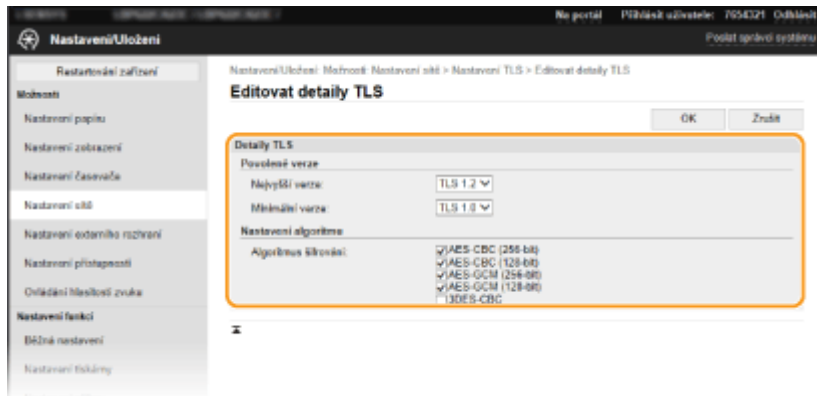 Na portál Přihlásit uživatele: 7654321 Odhlásit
Nastavení/Uložení
Poslat správci systému
Restartování zařízení
Možnosti
Nastavení papíru
Nastavení zobrazení
Nastavení časovače
Nastavení sítě
Nastavení externího rozhraní
Nastavení přístupnosti
Ovládání hlasitosti zvuku
Nastavení funkcí
Běžná nastavení
Nastavení tiskárny
Nastavení/Uložení: Možnosti: Nastavení sítě > Nastavení TLS > Editovat detaily TLS
Editovat detaily TLS
OK Zrušit
Detaily TLS
Povolené verze
Nejvyšší verze: TLS 1.2
Minimální verze: TLS 1.0
Nastavení algoritmu
Algoritmus šifrování: AES-CBC (256-bit)
AES-CBC (128-bit)
AES-GCM (256-bit)
AES-GCM (128-bit)
3DES-CBC